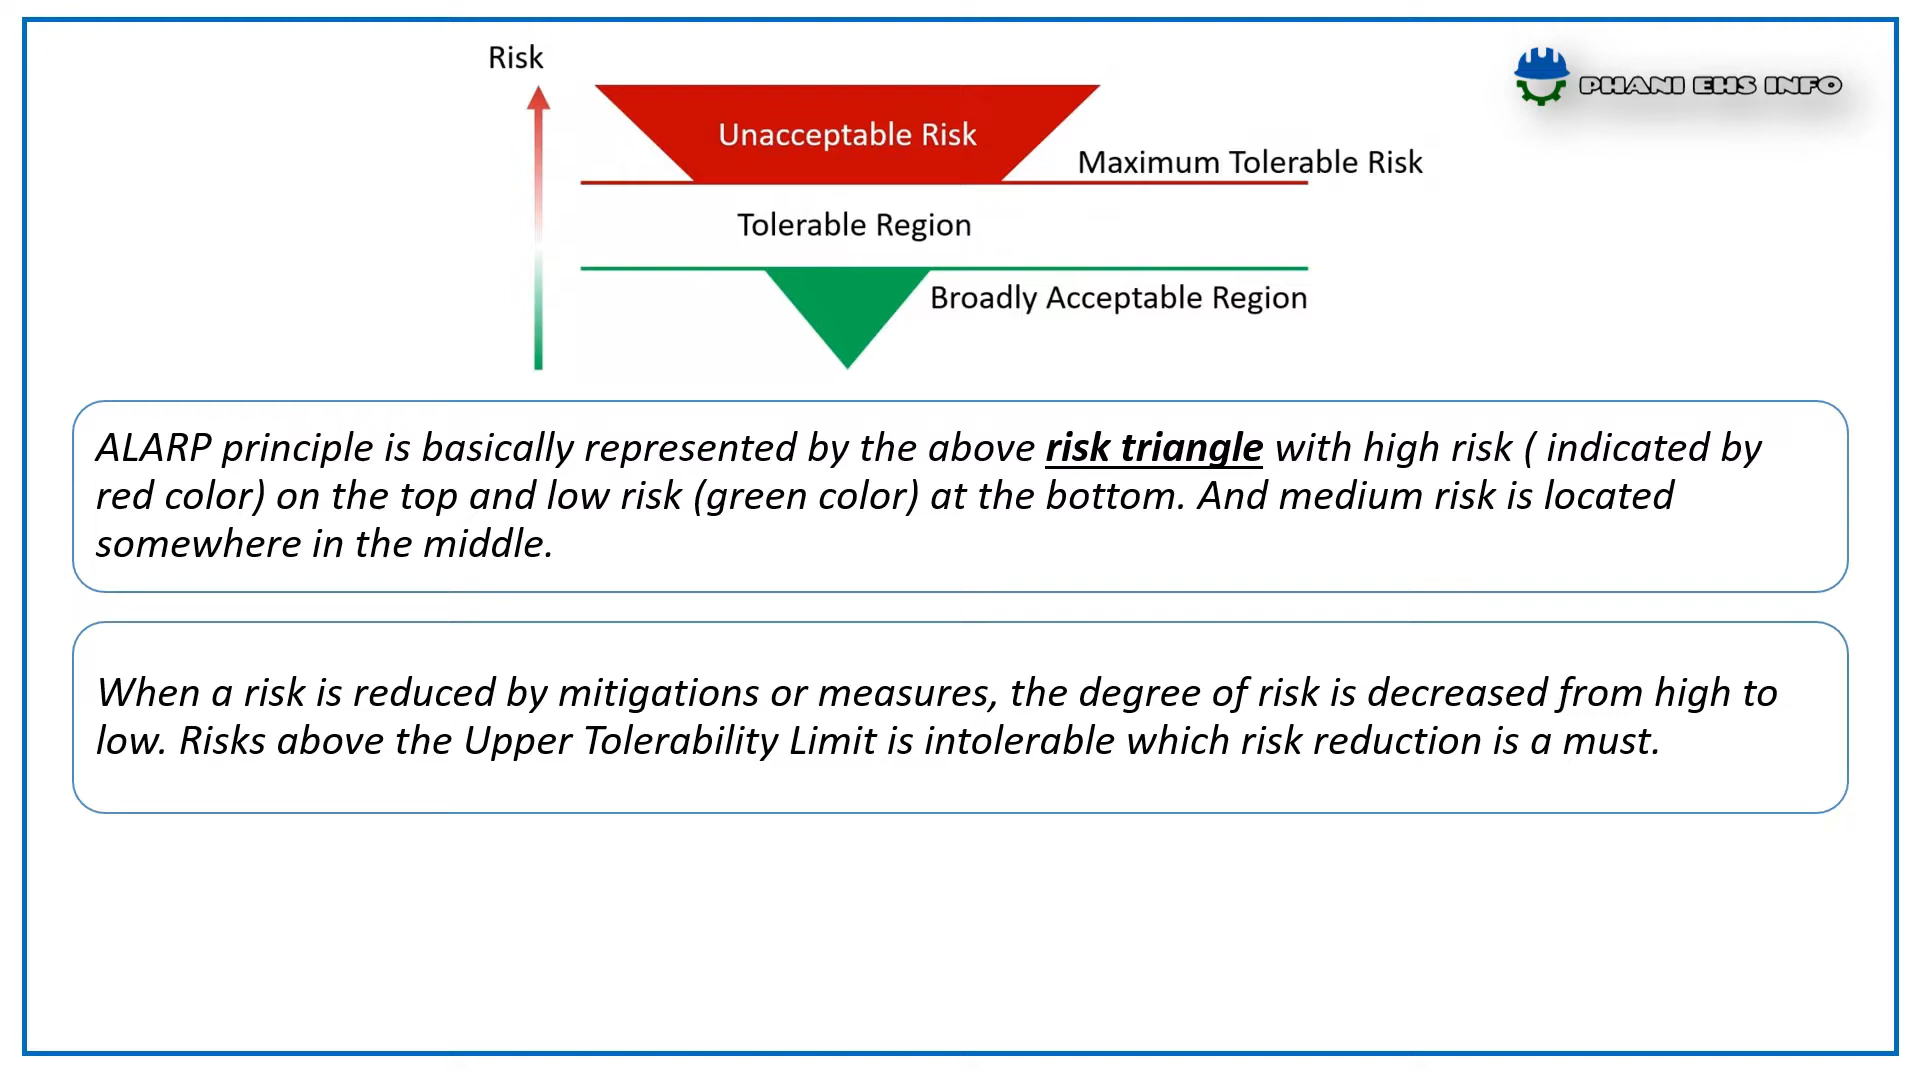 Risk
PHANI EHS INFO
Unacceptable Risk
Maximum Tolerable Risk
Tolerable Region
Broadly Acceptable Region
ALARP principle is basically represented by the above risk triangle with high risk ( indicated by
red color) on the top and low risk (green color) at the bottom. And medium risk is located
somewhere in the middle.
When a risk is reduced by mitigations or measures, the degree of risk is decreased from high to
low. Risks above the Upper Tolerability Limit is intolerable which risk reduction is a must.